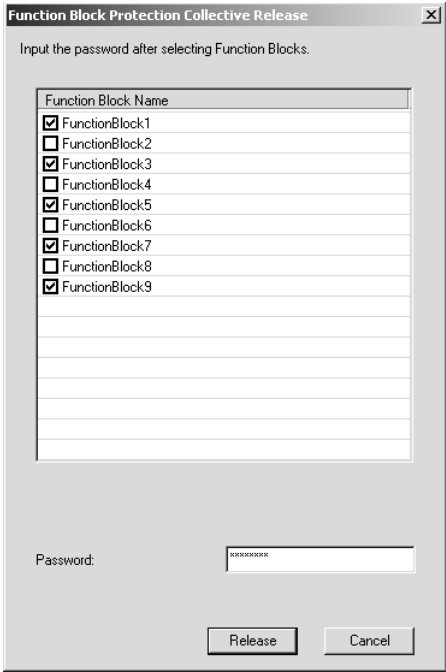 Function Block Protection Collective Release
Input the password after selecting Function Blocks.
Function Block Name
FunctionBlock1
FunctionBlock2
FunctionBlock3
FunctionBlock4
FunctionBlock5
FunctionBlock6
FunctionBlock7
FunctionBlock8
FunctionBlock9
Password: ********
Release Cancel